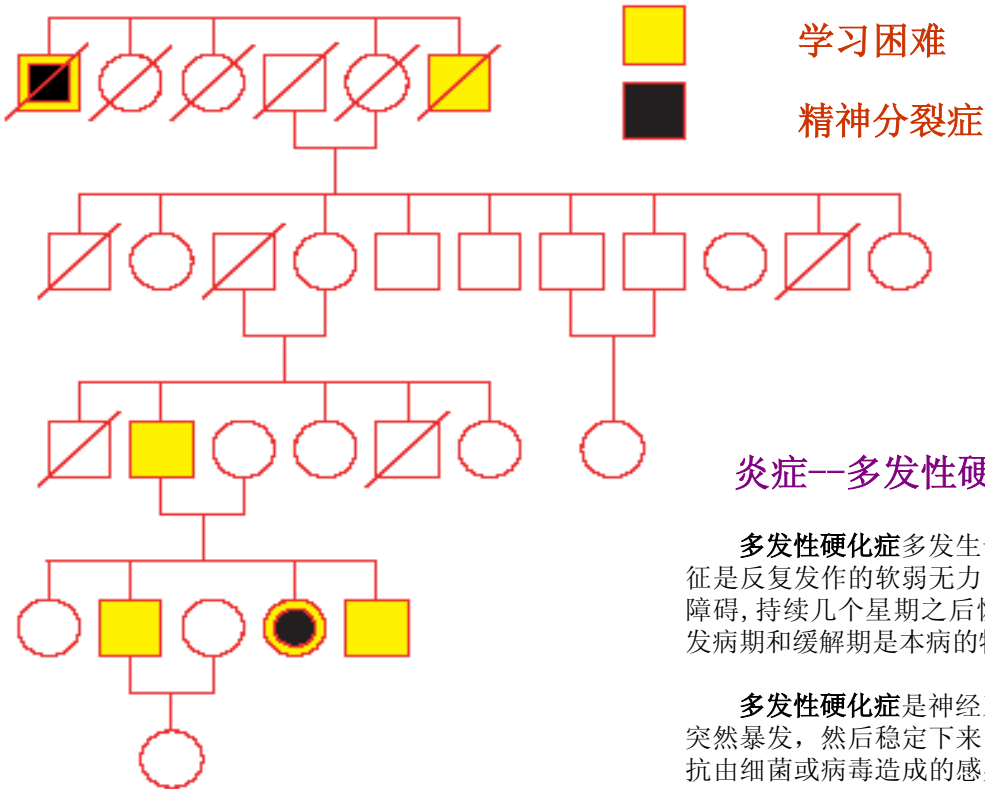 学习困难
精神分裂症
炎症--多发性硬
多发性硬化症多发生
征是反复发作的软弱无力
障碍,持续几个星期之后
发病期和缓解期是本病的
多发性硬化症是神经
突然暴发，然后稳定下来
抗由细菌或病毒造成的感